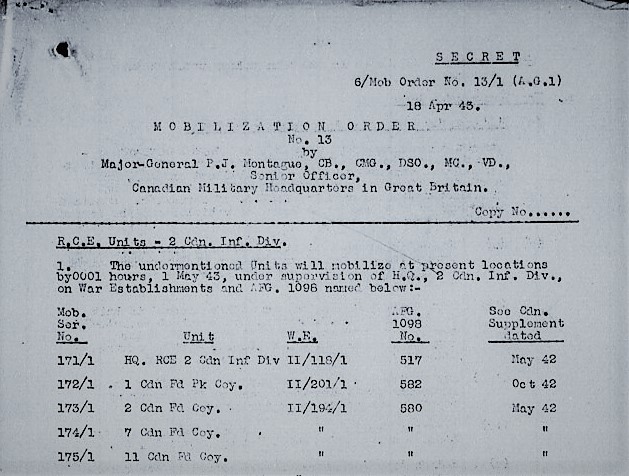 SECRET
6/Mob Order No. 13/1 (A.G.1)
18 Apr 43.
MOBILIZATION ORDER
No. 13
by
Major-General P.J. Montague, CB., CMG., DSO., MC., VD.,
Senior Officer,
Canadian Military Headquarters in Great Britain.
Copy No......
R.C.E. Units - 2 Cdn. Inf. Div.
1. The undermentioned Units will mobilize at present locations
by0001 hours, 1 May 43, under supervision of H.Q., 2 Cdn. Inf. Div.,
on War Establishments and AFG. 1098 named below:-
Mob. Ser. No. Unit W.E. AFG. 1098 No. See Cdn. Supplement dated
171/1 HQ. RCE 2 Cdn Inf Div II/118/1 517 May 42
172/1 1 Cdn Fd Pk Coy. II/201/1 582 Oct 42
173/1 2 Cdn Fd Coy. II/194/1 580 May 42
174/1 7 Cdn Fd Coy. " " "
175/1 11 Cdn Fd Coy. " " "